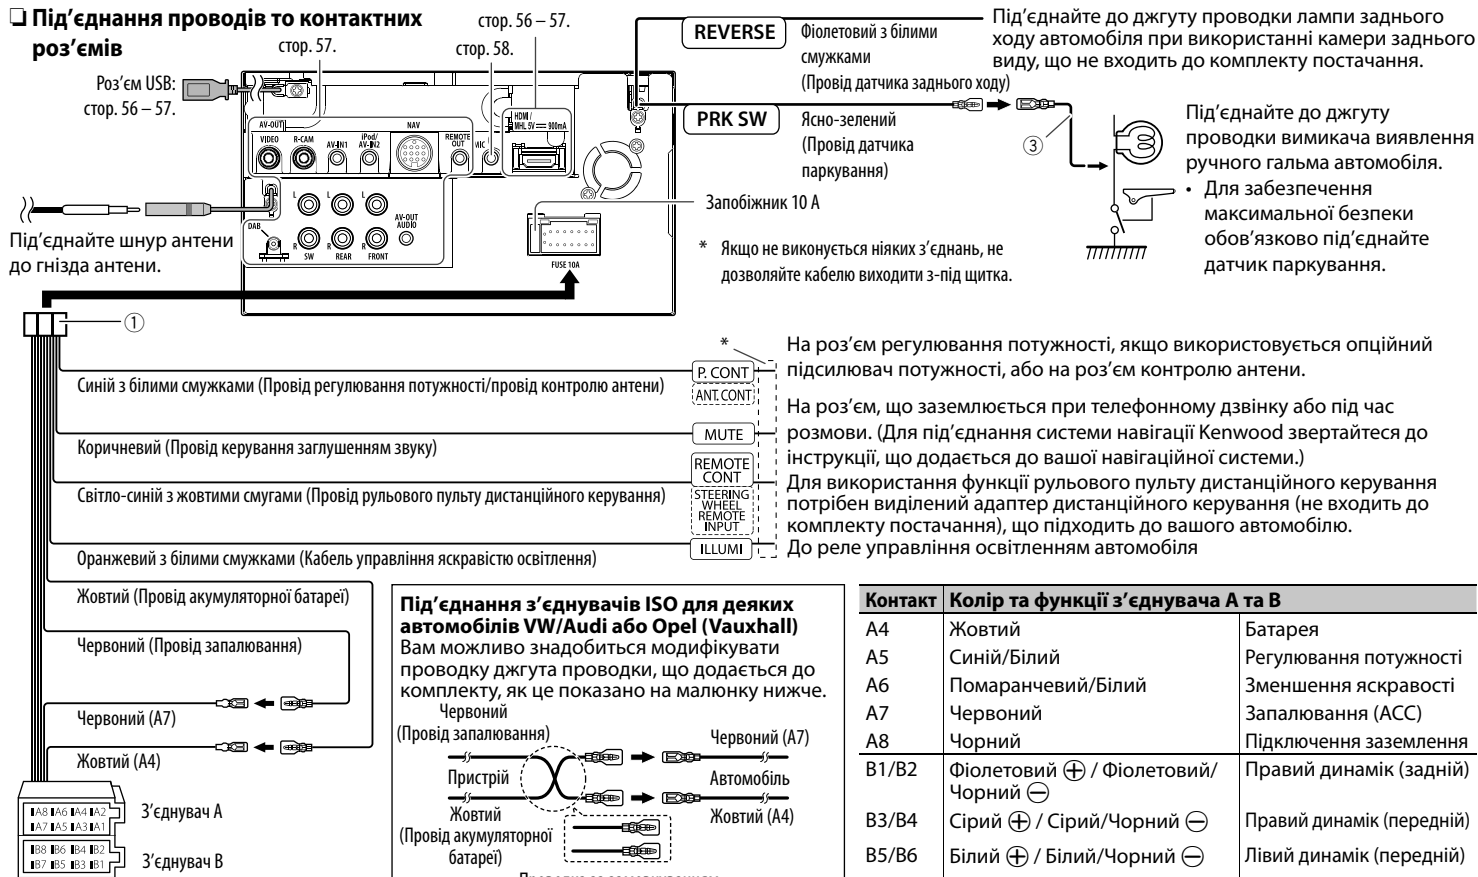 ❏ Під’єднання проводів то контактних
роз’ємів
стор. 57.
стор. 56 – 57.
стор. 58.
Роз’єм USB:
стор. 56 – 57.
AV-OUT
VIDEO
R-CAM
AV-IN1
iPod/
AV-IN2
NAV
REMOTE
OUT
MIC
HDMI /
MHL 5V 900mA
DAB
L
L
L
R
R
R
SW
REAR
FRONT
AV-OUT
AUDIO
FUSE 10A
Під’єднайте шнур антени
до гнізда антени.
REVERSE
Фіолетовий з білими
смужками
(Провід датчика заднього ходу)
Під’єднайте до джгуту проводки лампи заднього
ходу автомобіля при використанні камери заднього
виду, що не входить до комплекту постачання.
PRK SW
Ясно-зелений
(Провід датчика
паркування)
③
Під’єднайте до джгуту
проводки вимикача виявлення
ручного гальма автомобіля.
• Для забезпечення
максимальної безпеки
обов’язково під’єднайте
датчик паркування.
Запобіжник 10 А
* Якщо не виконується ніяких з’єднань, не
дозволяйте кабелю виходити з-під щитка.
①
*
Синій з білими смужками (Провід регулювання потужності/провід контролю антени)
P. CONT
ANT. CONT
На роз’єм регулювання потужності, якщо використовується опційний
підсилювач потужності, або на роз’єм контролю антени.
Коричневий (Провід керування заглушенням звуку)
MUTE
На роз’єм, що заземлюється при телефонному дзвінку або під час
розмови. (Для під’єднання системи навігації Kenwood звертайтеся до
інструкції, що додається до вашої навігаційної системи.)
Світло-синій з жовтими смугами (Провід рульового пульту дистанційного керування)
REMOTE
CONT
STEERING
WHEEL
REMOTE
INPUT
Для використання функції рульового пульту дистанційного керування
потрібен виділений адаптер дистанційного керування (не входить до
комплекту постачання), що підходить до вашого автомобілю.
Оранжевий з білими смужками (Кабель управління яскравістю освітлення)
ILLUMI
До реле управління освітленням автомобіля
Жовтий (Провід акумуляторної батареї)
Червоний (Провід запалювання)
Червоний (A7)
Жовтий (A4)
A8 A6 A4 A2
A7 A5 A3 A1
З’єднувач A
B8 B6 B4 B2
B7 B5 B3 B1
З’єднувач B
Під’єднання з’єднувачів ISO для деяких
автомобілів VW/Audi або Opel (Vauxhall)
Вам можливо знадобиться модифікувати
проводку джгута проводки, що додається до
комплекту, як це показано на малюнку нижче.
Червоний
(Провід запалювання)
Червоний (A7)
Пристрій
Автомобіль
Жовтий
(Провід акумуляторної
батареї)
Жовтий (A4)
Контакт Колір та функції з’єднувача A та B
A4 Жовтий Батарея
A5 Синій/Білий Регулювання потужності
A6 Помаранчевий/Білий Зменшення яскравості
A7 Червоний Запалювання (ACC)
A8 Чорний Підключення заземлення
B1/B2 Фіолетовий ⊕ / Фіолетовий/ Правий динамік (задній)
Чорний ⊖
B3/B4 Сірий ⊕ / Сірий/Чорний ⊖ Правий динамік (передній)
B5/B6 Білий ⊕ / Білий/Чорний ⊖ Лівий динамік (передній)